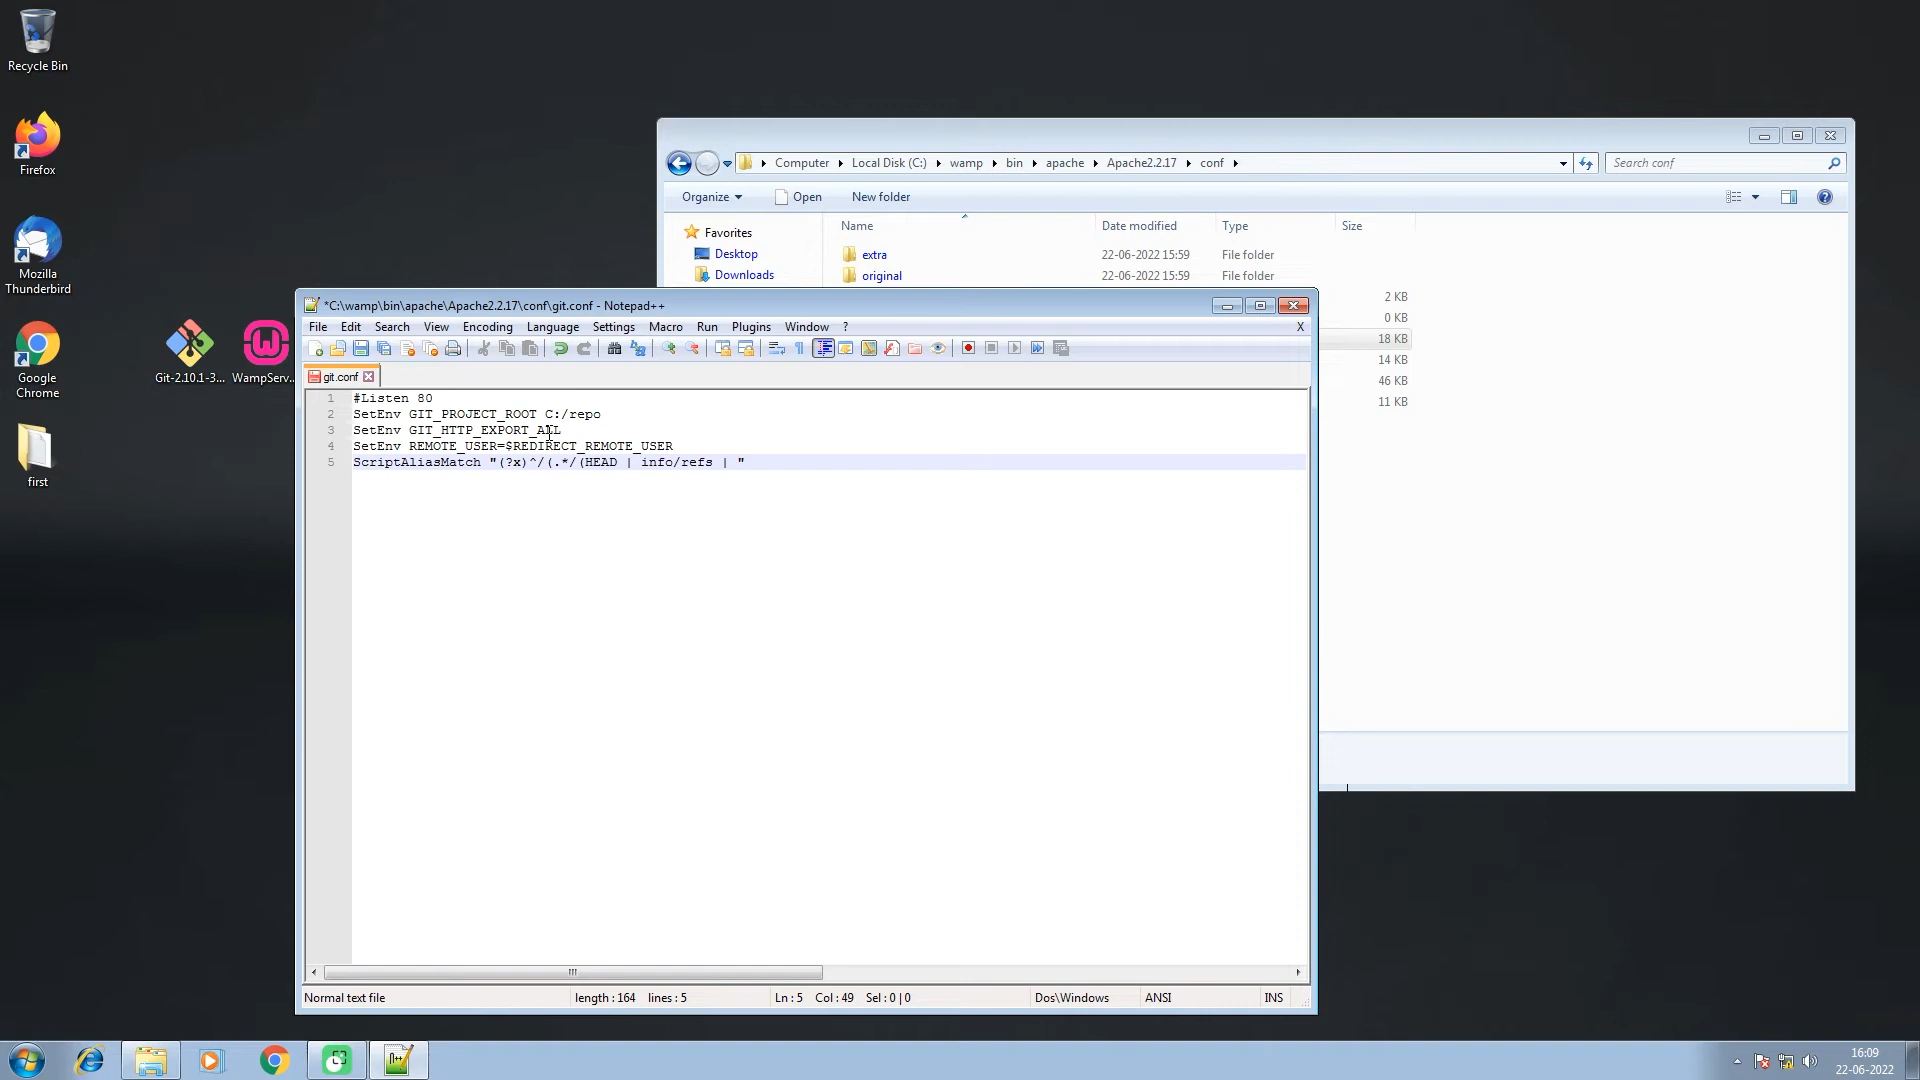 Recycle Bin
Firefox
Mozilla
Thunderbird
Google
Chrome
first
Git-2.10.1-3...
WampServ...
Computer
Local Disk (C:)
wamp
bin
apache
Apache2.2.17
conf
Search conf
Organize
Open
New folder
Favorites
Desktop
Downloads
Name
Date modified
Type
Size
extra
22-06-2022 15:59
File folder
original
22-06-2022 15:59
File folder
2 KB
0 KB
18 KB
14 KB
46 KB
11 KB
*C:\wamp\bin\apache\Apache2.2.17\conf\git.conf - Notepad++
File Edit Search View Encoding Language Settings Macro Run Plugins Window ? X
git.conf
1 #Listen 80
2 SetEnv GIT_PROJECT_ROOT C:/repo
3 SetEnv GIT_HTTP_EXPORT_ALL
4 SetEnv REMOTE_USER=$REDIRECT_REMOTE_USER
5 ScriptAliasMatch "(?x)^/(.*/(HEAD | info/refs | "
Normal text file
length : 164 lines : 5
Ln : 5 Col : 49 Sel : 0 | 0
Dos\Windows
ANSI
INS
16:09
22-06-2022